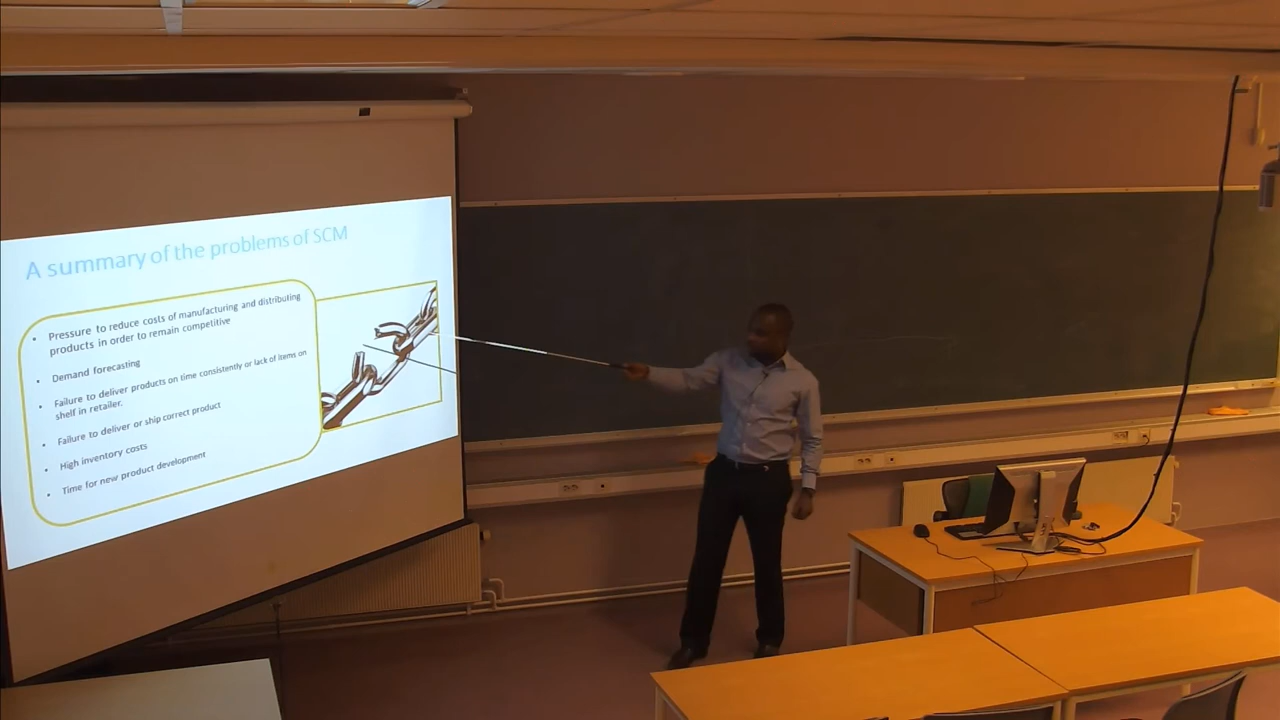 A summary of the problems of SCM
• Pressure to reduce costs of manufacturing and distributing
products in order to remain competitive
• Demand forecasting
• Failure to deliver products on time consistently or lack of items on
shelf in retailer.
• Failure to deliver or ship correct product
• High inventory costs
• Time for new product development